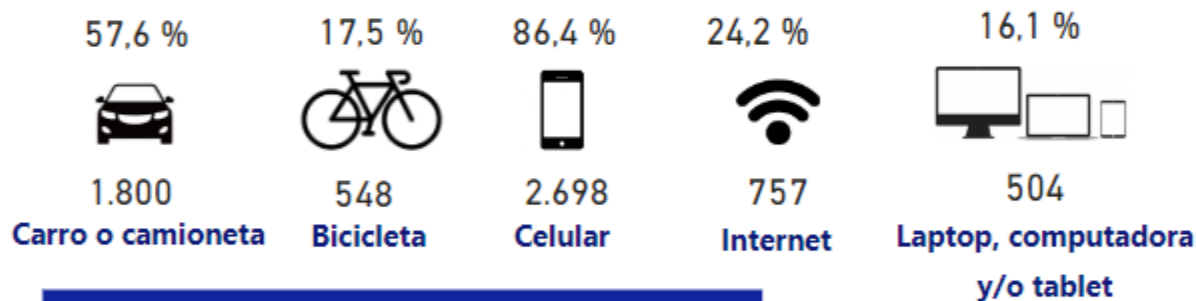 57,6 % 17,5 % 86,4 % 24,2 % 16,1 %
1.800 548 2.698 757 504
Carro o camioneta Bicicleta Celular Internet Laptop, computadora
y/o tablet